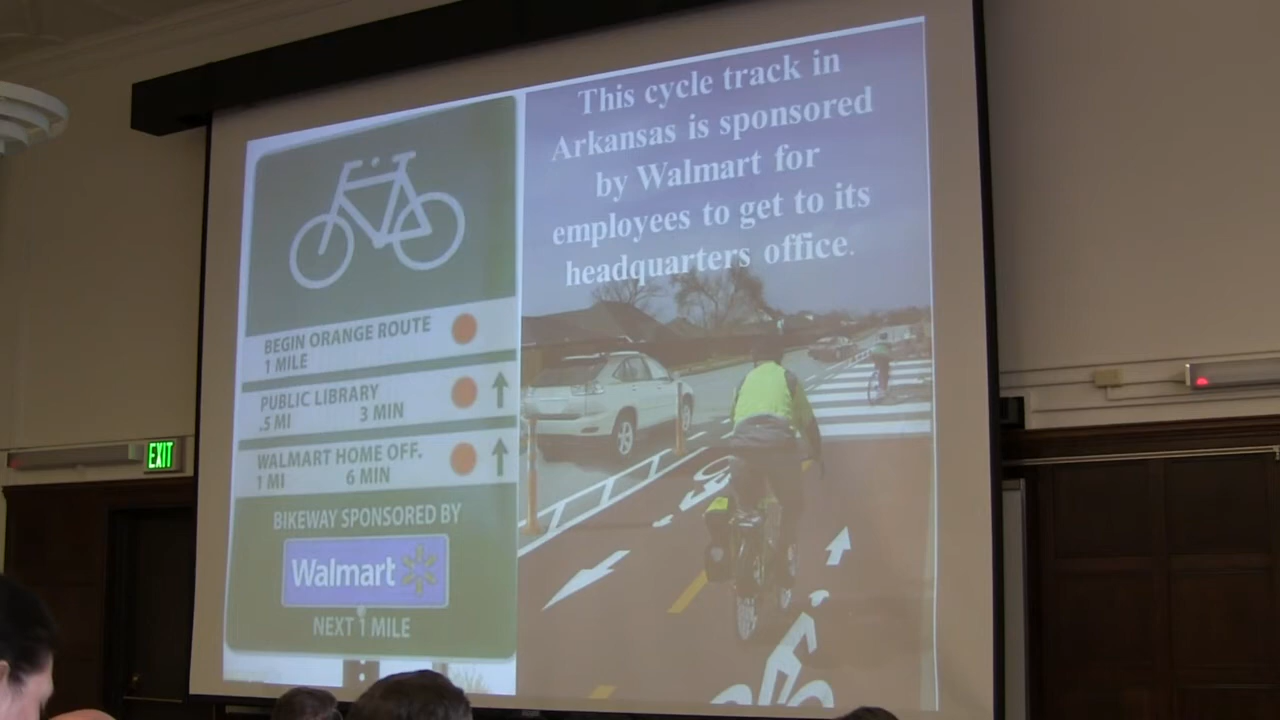 This cycle track in
Arkansas is sponsored
by Walmart for
employees to get to its
headquarters office.
BEGIN ORANGE ROUTE
1 MILE
PUBLIC LIBRARY
.5 MI 3 MIN
WALMART HOME OFF.
1 MI 6 MIN
BIKEWAY SPONSORED BY
Walmart
NEXT 1 MILE
EXIT